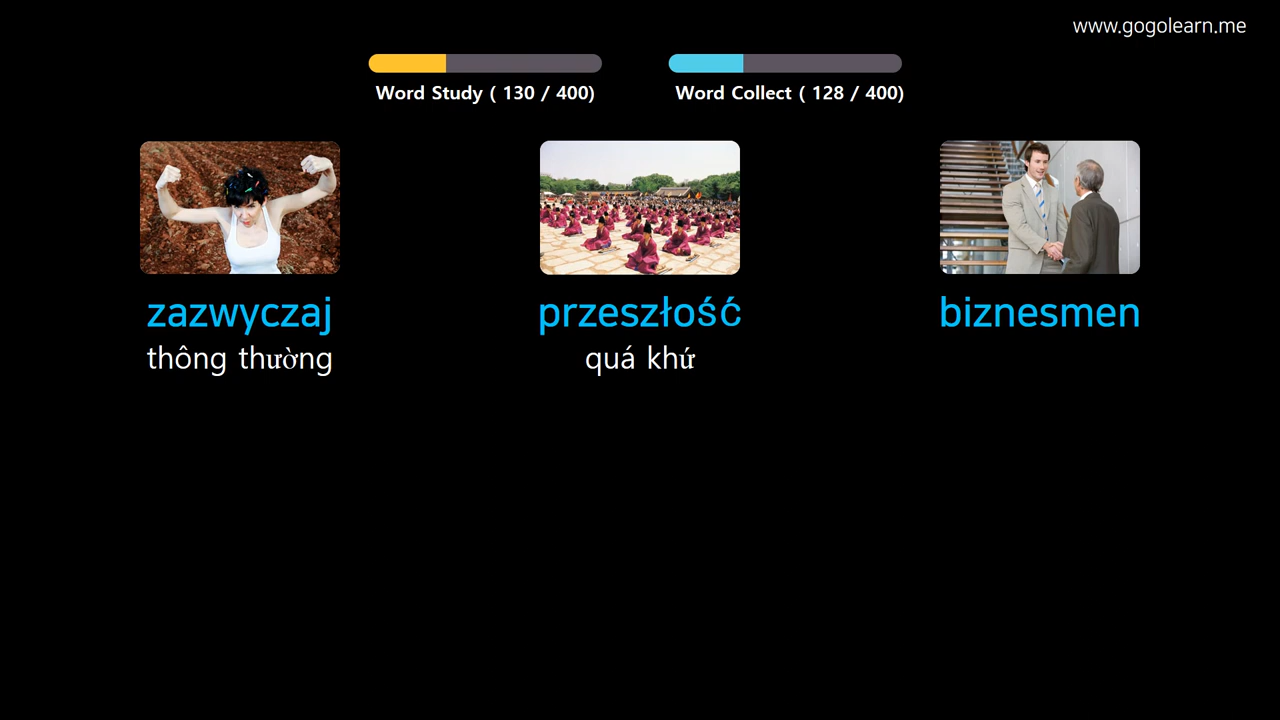 www.gogolearn.me
Word Study ( 130 / 400)
Word Collect ( 128 / 400)
zazwyczaj
przeszłość
biznesmen
thông thường
quá khứ